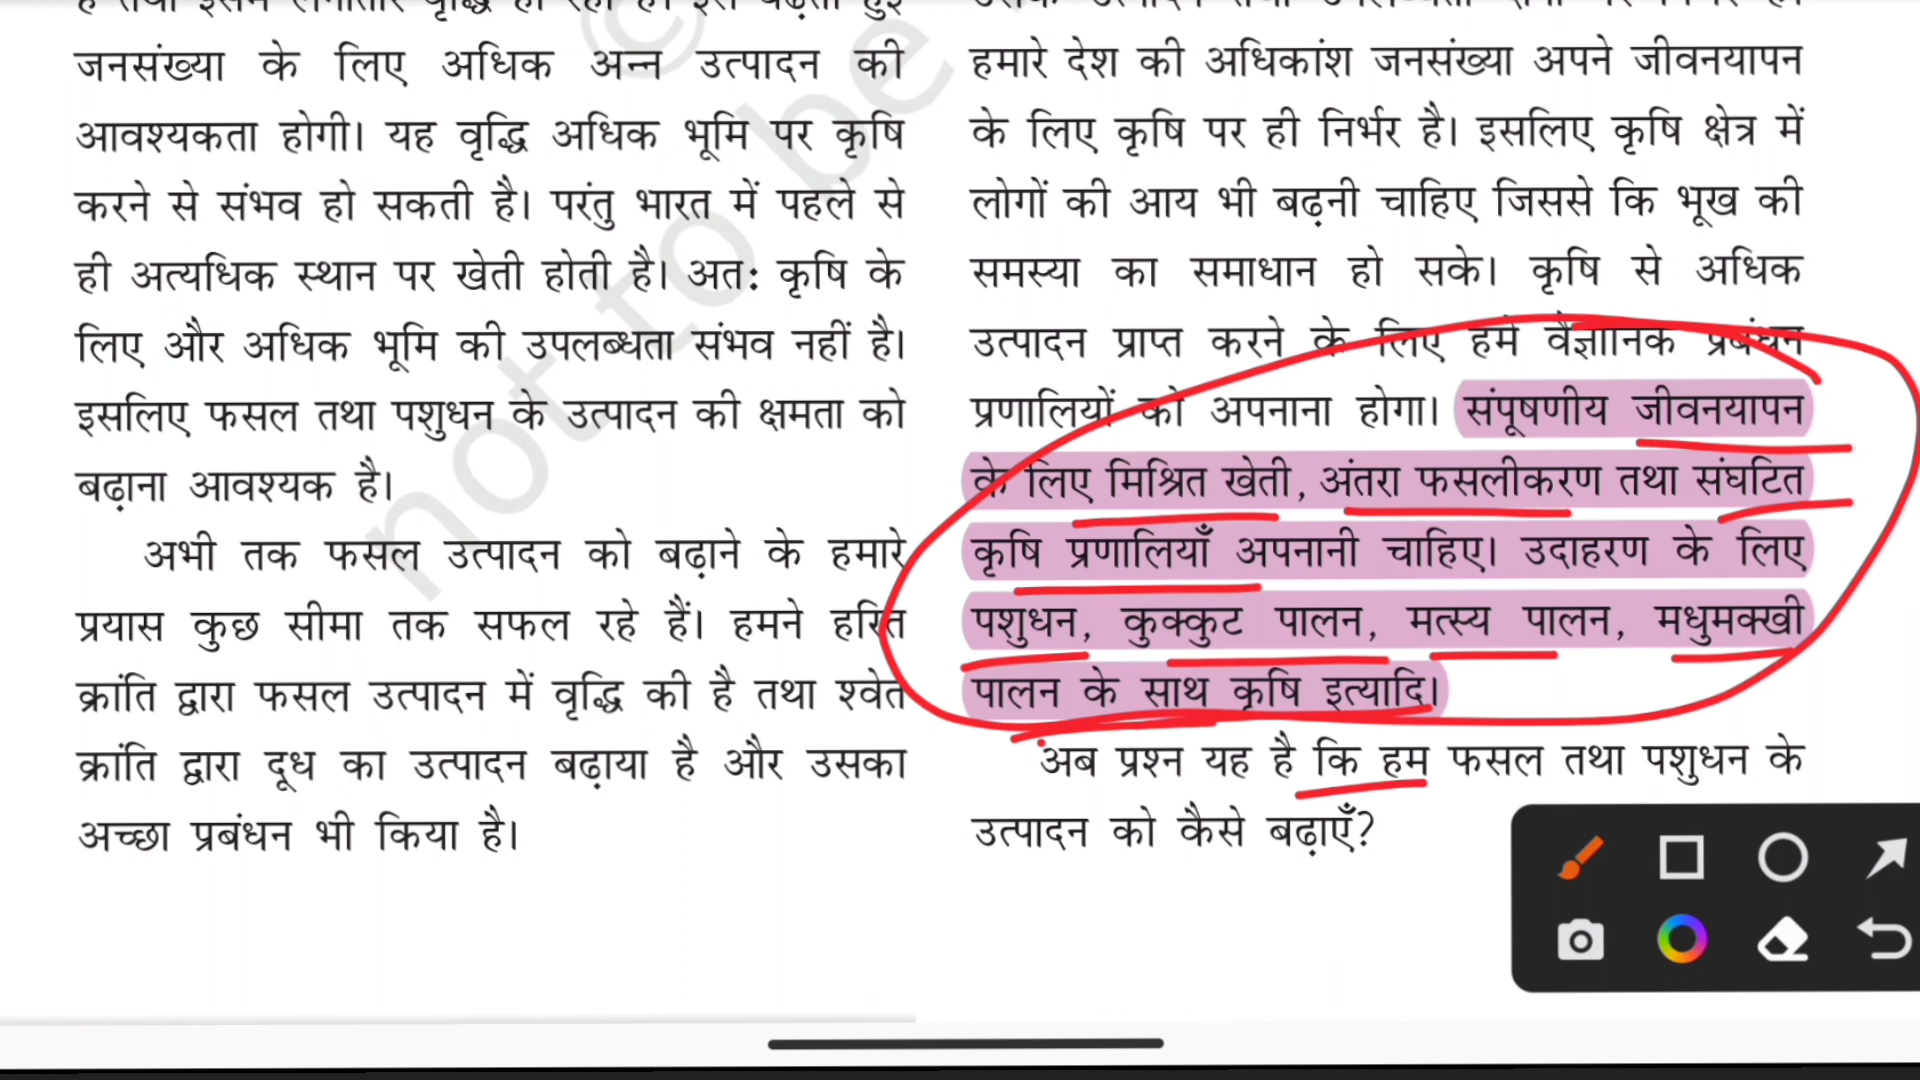 जनसंख्या के लिए अधिक अन्न उत्पादन की
आवश्यकता होगी। यह वृद्धि अधिक भूमि पर कृषि
करने से संभव हो सकती है। परंतु भारत में पहले से
ही अत्यधिक स्थान पर खेती होती है। अतः कृषि के
लिए और अधिक भूमि की उपलब्धता संभव नहीं है।
इसलिए फसल तथा पशुधन के उत्पादन की क्षमता को
बढ़ाना आवश्यक है।
अभी तक फसल उत्पादन को बढ़ाने के हमारे
प्रयास कुछ सीमा तक सफल रहे हैं। हमने हरित
क्रांति द्वारा फसल उत्पादन में वृद्धि की है तथा श्वेत
क्रांति द्वारा दूध का उत्पादन बढ़ाया है और उसका
अच्छा प्रबंधन भी किया है।
हमारे देश की अधिकांश जनसंख्या अपने जीवनयापन
के लिए कृषि पर ही निर्भर है। इसलिए कृषि क्षेत्र में
लोगों की आय भी बढ़नी चाहिए जिससे कि भूख की
समस्या का समाधान हो सके। कृषि से अधिक
उत्पादन प्राप्त करने के लिए हमें वैज्ञानिक प्रबंधन
प्रणालियों को अपनाना होगा। संपूषणीय जीवनयापन
के लिए मिश्रित खेती, अंतरा फसलीकरण तथा संघटित
कृषि प्रणालियाँ अपनानी चाहिए। उदाहरण के लिए
पशुधन, कुक्कुट पालन, मत्स्य पालन, मधुमक्खी
पालन के साथ कृषि इत्यादि।
अब प्रश्न यह है कि हम फसल तथा पशुधन के
उत्पादन को कैसे बढ़ाएँ?
© not to be